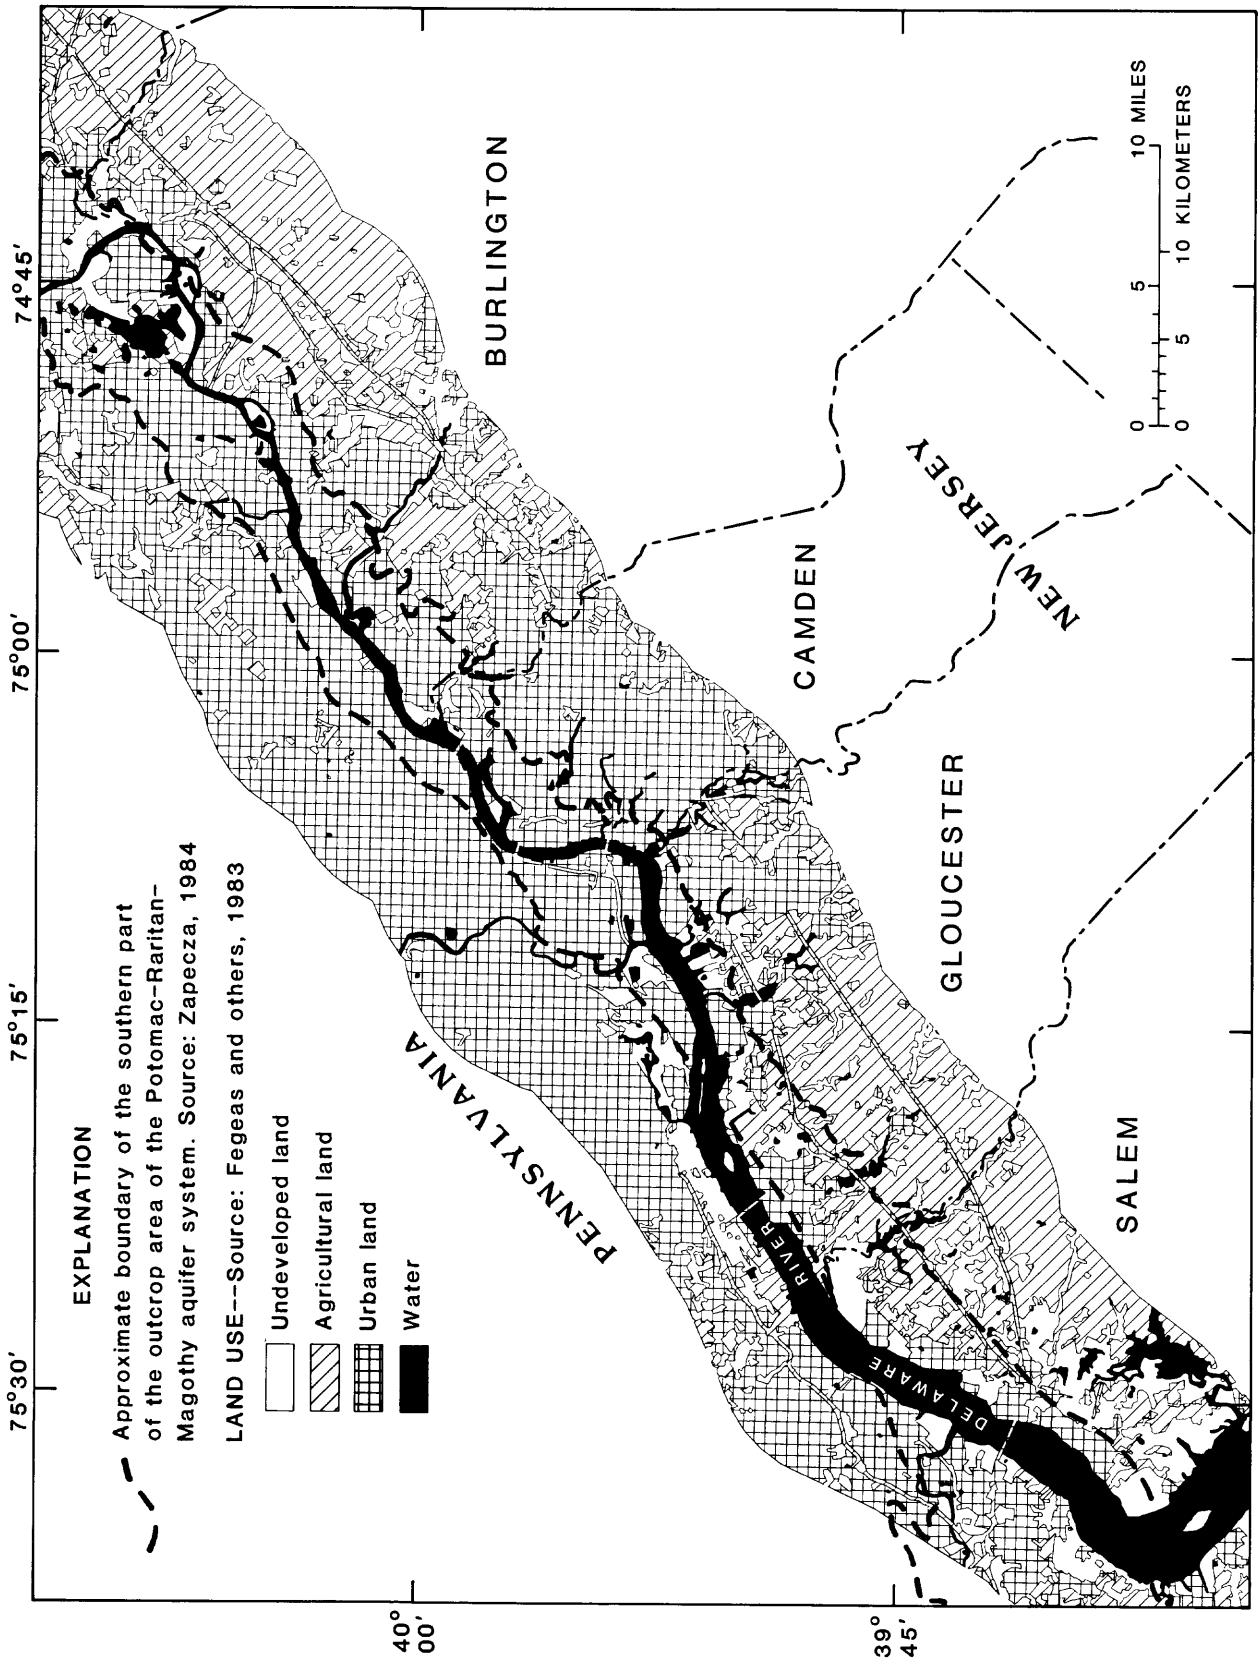 EXPLANATION
Approximate boundary of the southern part
of the outcrop area of the Potomac-Raritan-
Magothy aquifer system. Source: Zapecza, 1984
LAND USE--Source: Fegeas and others, 1983
Undeveloped land
Agricultural land
Urban land
Water
75°30'
75°15'
75°00'
74°45'
40°
00'
39°
45'
PENNSYLVANIA
DELAWARE
RIVER
BURLINGTON
CAMDEN
NEW JERSEY
GLOUCESTER
SALEM
0 5 10 MILES
0 5 10 KILOMETERS